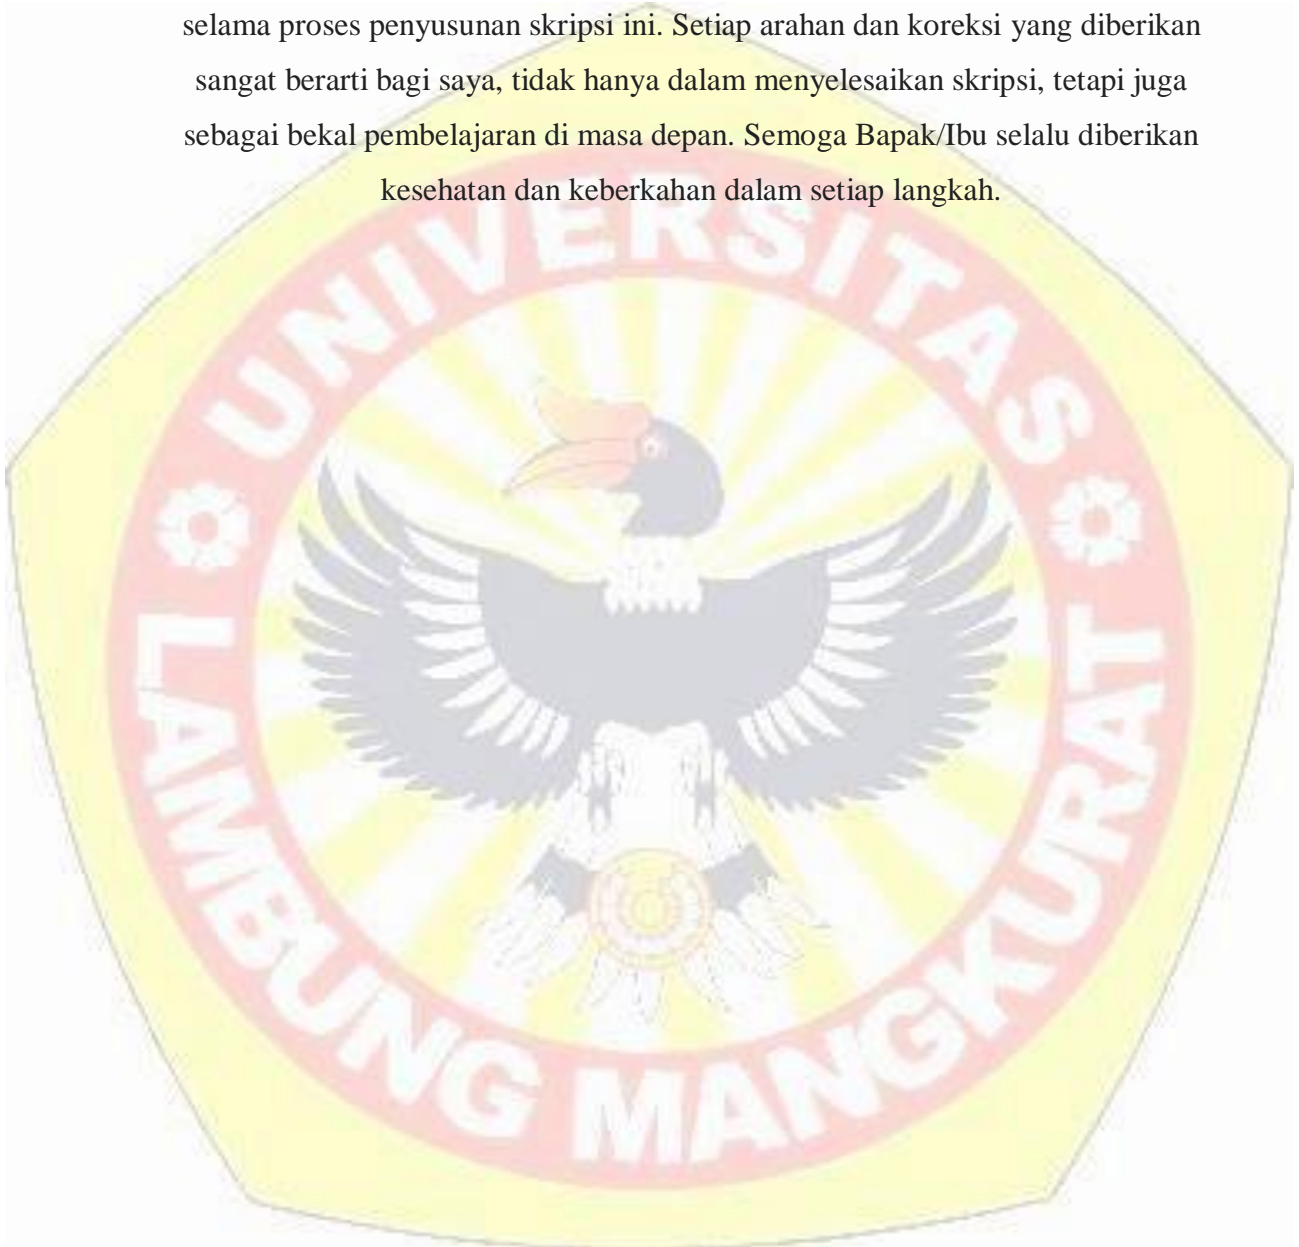 selama proses penyusunan skripsi ini. Setiap arahan dan koreksi yang diberikan
sangat berarti bagi saya, tidak hanya dalam menyelesaikan skripsi, tetapi juga
sebagai bekal pembelajaran di masa depan. Semoga Bapak/Ibu selalu diberikan
kesehatan dan keberkahan dalam setiap langkah.
UNIVERSITAS
LAMBUNG MANGKURAT